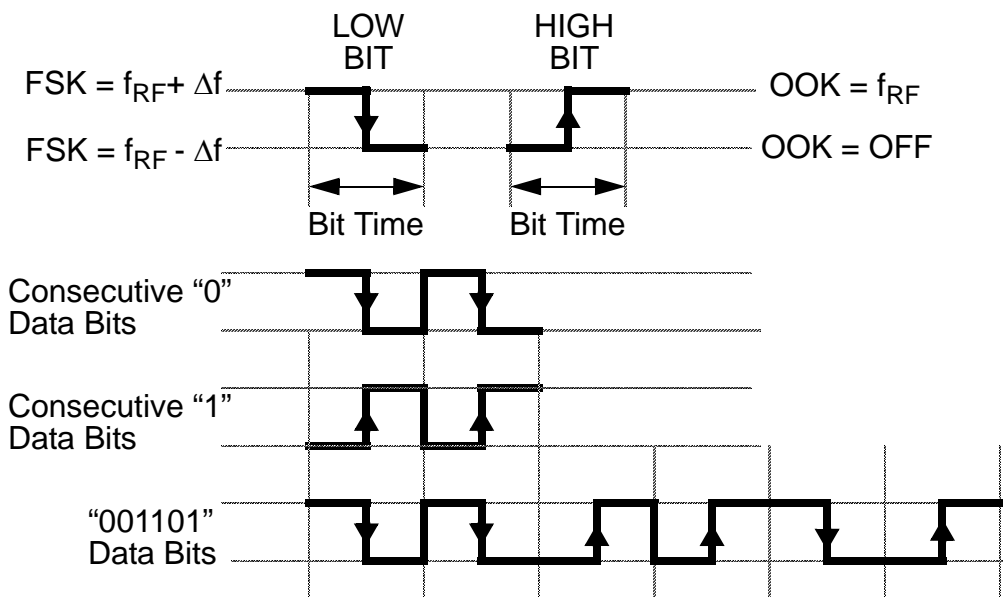 LOW
BIT
HIGH
BIT
FSK = fRF+ Δf
OOK = fRF
FSK = fRF - Δf
OOK = OFF
Bit Time
Bit Time
Consecutive “0”
Data Bits
Consecutive “1”
Data Bits
“001101”
Data Bits